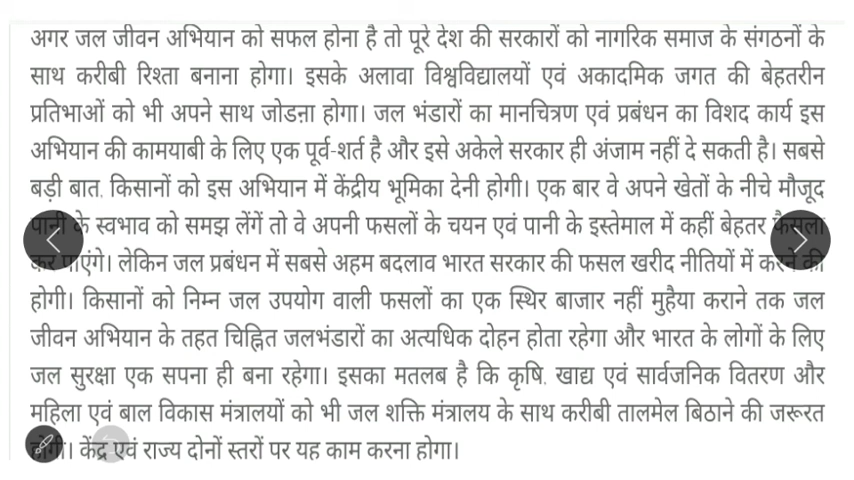 अगर जल जीवन अभियान को सफल होना है तो पूरे देश की सरकारों को नागरिक समाज के संगठनों के
साथ करीबी रिश्ता बनाना होगा। इसके अलावा विश्वविद्यालयों एवं अकादमिक जगत की बेहतरीन
प्रतिभाओं को भी अपने साथ जोडऩा होगा। जल भंडारों का मानचित्रण एवं प्रबंधन का विशद कार्य इस
अभियान की कामयाबी के लिए एक पूर्व-शर्त है और इसे अकेले सरकार ही अंजाम नहीं दे सकती है। सबसे
बड़ी बात, किसानों को इस अभियान में केंद्रीय भूमिका देनी होगी। एक बार वे अपने खेतों के नीचे मौजूद
पानी के स्वभाव को समझ लेंगें तो वे अपनी फसलों के चयन एवं पानी के इस्तेमाल में कहीं बेहतर फैसला
कर पाएंगे। लेकिन जल प्रबंधन में सबसे अहम बदलाव भारत सरकार की फसल खरीद नीतियों में करने की
होगी। किसानों को निम्न जल उपयोग वाली फसलों का एक स्थिर बाजार नहीं मुहैया कराने तक जल
जीवन अभियान के तहत चिह्नित जलभंडारों का अत्यधिक दोहन होता रहेगा और भारत के लोगों के लिए
जल सुरक्षा एक सपना ही बना रहेगा। इसका मतलब है कि कृषि, खाद्य एवं सार्वजनिक वितरण और
महिला एवं बाल विकास मंत्रालयों को भी जल शक्ति मंत्रालय के साथ करीबी तालमेल बिठाने की जरूरत
होगी। केंद्र एवं राज्य दोनों स्तरों पर यह काम करना होगा।